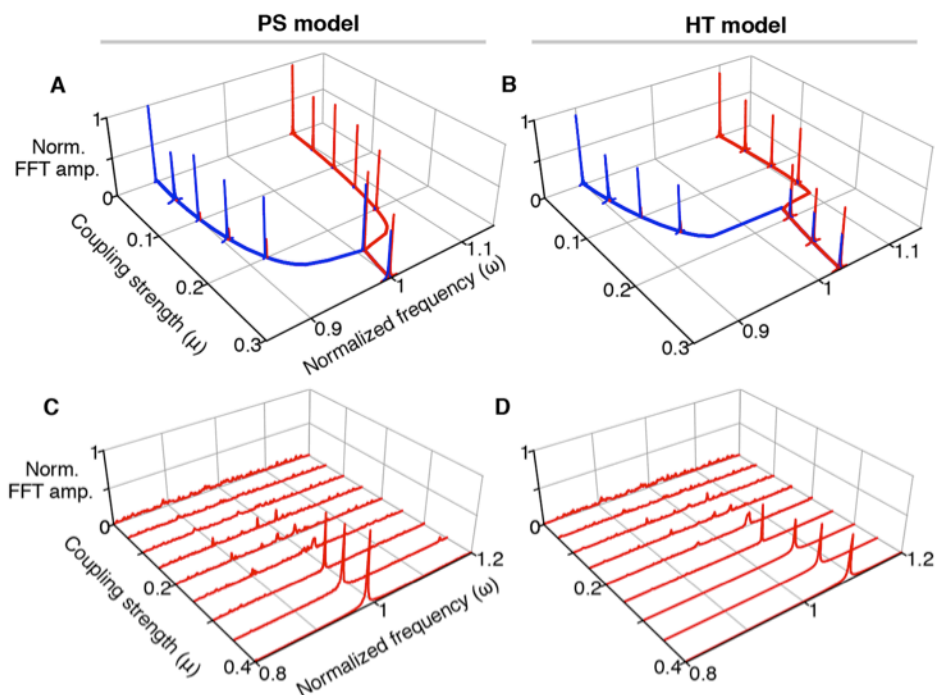 PS model
HT model
A
B
1
Norm.
FFT amp.
0
0.1
0.2
0.3
Coupling strength (μ)
0.9
1
1.1
Normalized frequency (ω)
1
0
0.1
0.2
0.3
0.9
1
1.1
C
D
1
Norm.
FFT amp.
0
0.2
0.4
Coupling strength (μ)
0.8
1
1.2
Normalized frequency (ω)
1
0
0.2
0.4
0.8
1
1.2